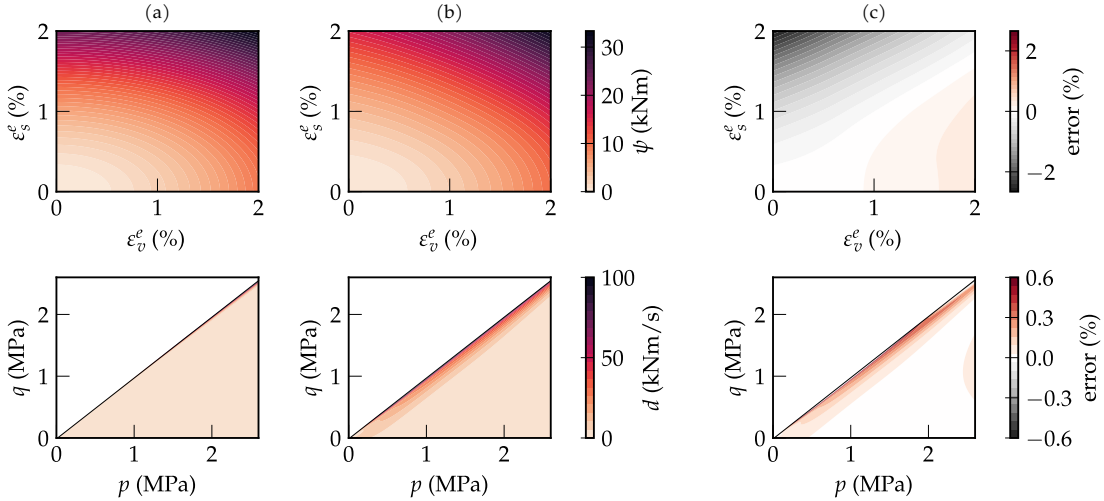 (a) (b) (c)
2 2 30 2
ε_s^e (%) 1 ε_s^e (%) 1 20 ψ (kNm) ε_s^e (%) 1 2 0 −2 error (%)
10
0 0 0 0
0 1 2 0 1 2 0 1 2
ε_v^e (%) ε_v^e (%) ε_v^e (%)
100 0.6
2 2 2 0.3
q (MPa) 1 q (MPa) 1 50 d (kNm/s) q (MPa) 1 0.0 error (%)
−0.3
0 0 0 0 −0.6
0 1 2 0 1 2 0 1 2
p (MPa) p (MPa) p (MPa)